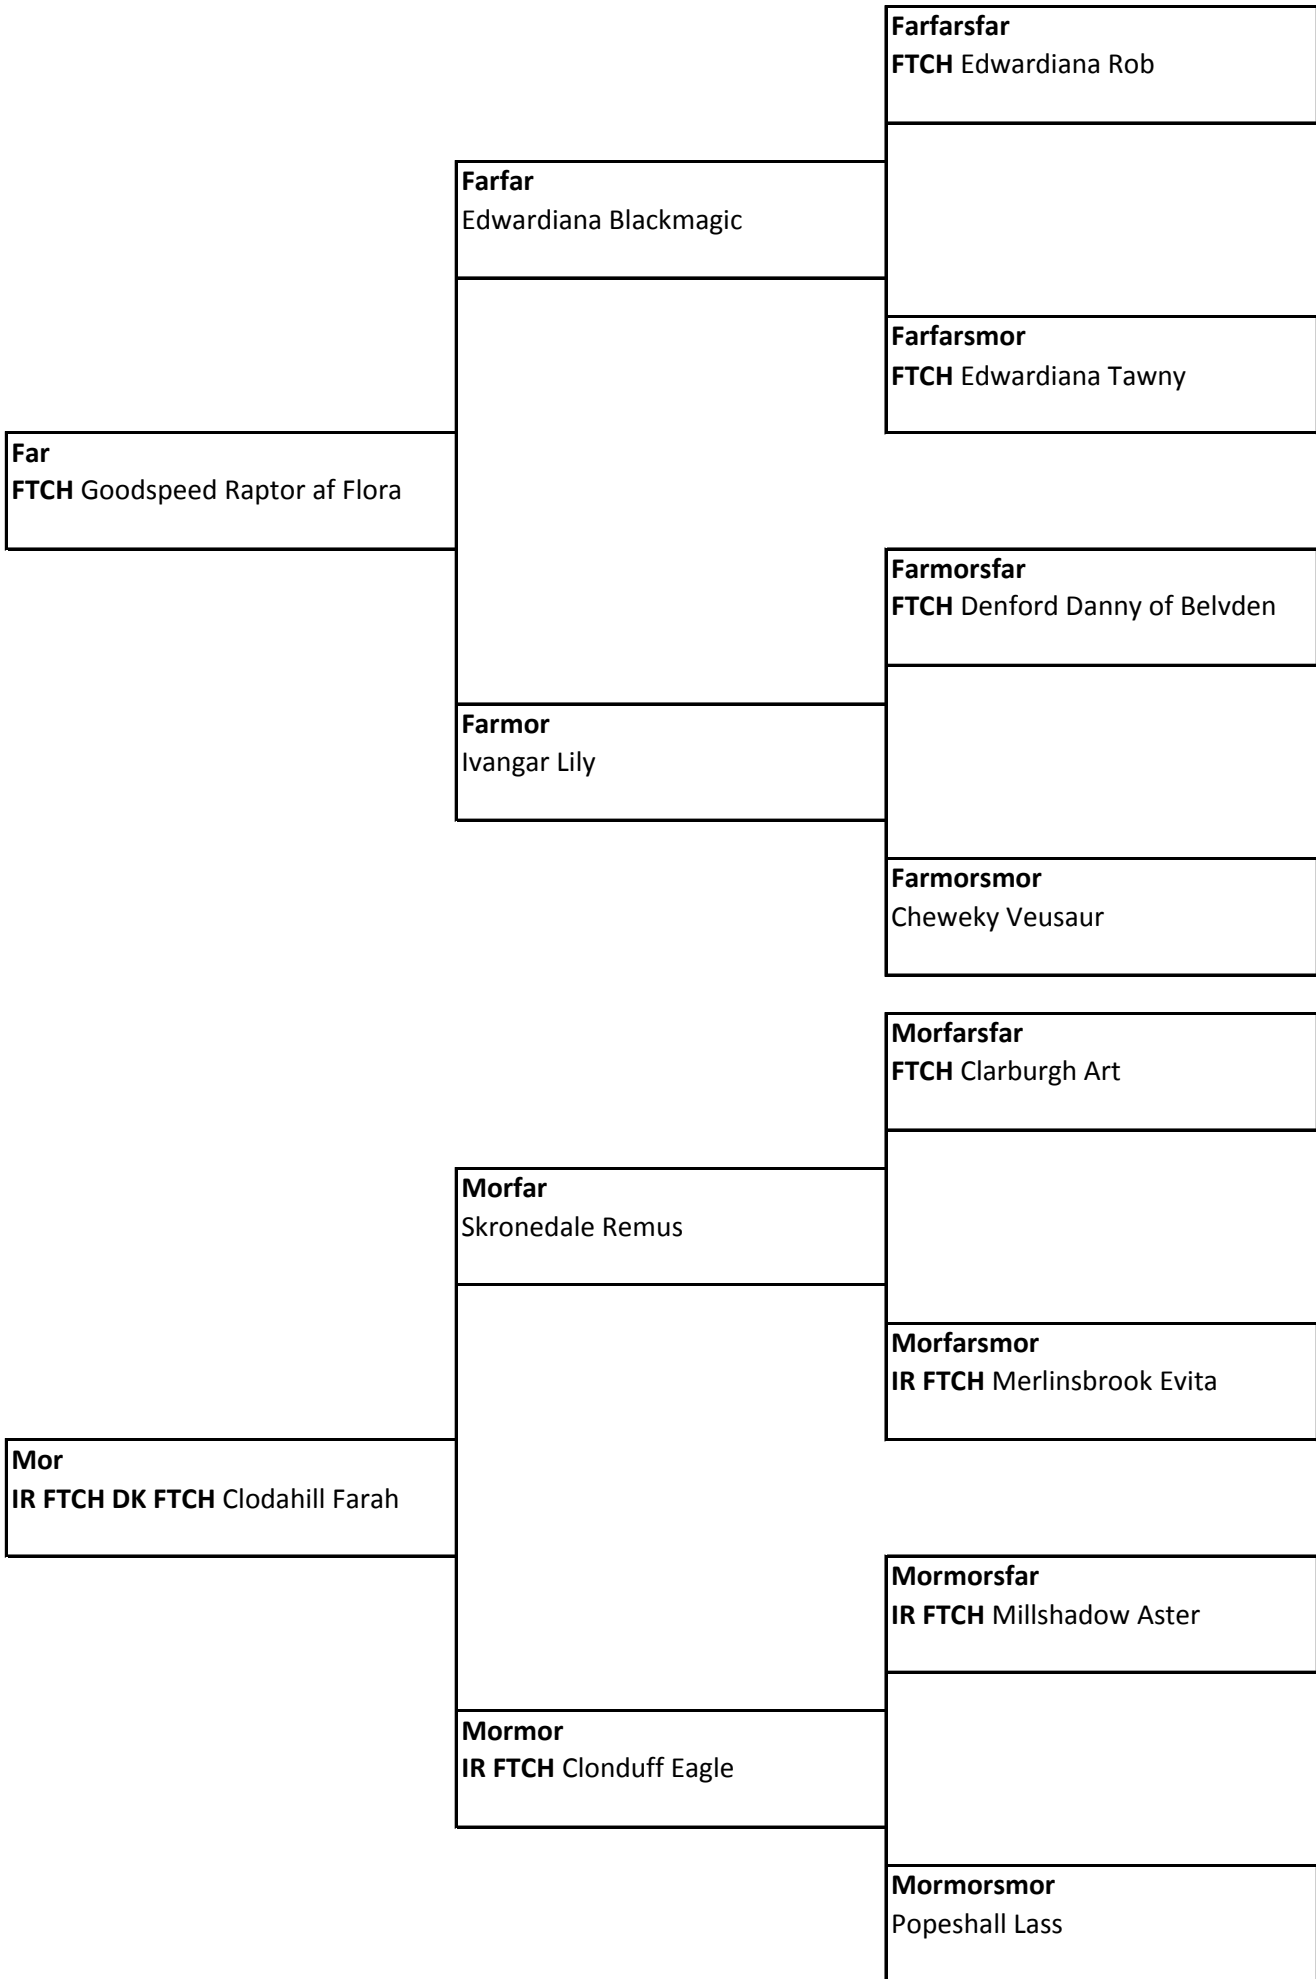 Farfarsfar
FTCH Edwardiana Rob
Farfar
Edwardiana Blackmagic
Farfarsmor
FTCH Edwardiana Tawny
Far
FTCH Goodspeed Raptor af Flora
Farmorsfar
FTCH Denford Danny of Belvden
Farmor
Ivangar Lily
Farmorsmor
Cheweky Veusaur
Morfarsfar
FTCH Clarburgh Art
Morfar
Skronedale Remus
Morfarsmor
IR FTCH Merlinsbrook Evita
Mor
IR FTCH DK FTCH Clodahill Farah
Mormorsfar
IR FTCH Millshadow Aster
Mormor
IR FTCH Clonduff Eagle
Mormorsmor
Popeshall Lass